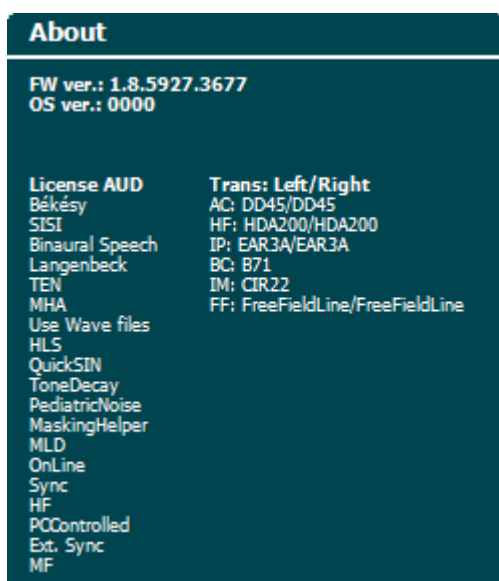 About
FW ver.: 1.8.5927.3677
OS ver.: 0000
License AUD
Békésy
SISI
Binaural Speech
Langenbeck
TEN
MHA
Use Wave files
HLS
QuickSIN
ToneDecay
PediatricNoise
MaskingHelper
MLD
OnLine
Sync
HF
PCControlled
Ext. Sync
MF
Trans: Left/Right
AC: DD45/DD45
HF: HDA200/HDA200
IP: EAR3A/EAR3A
BC: B71
IM: CIR22
FF: FreeFieldLine/FreeFieldLine